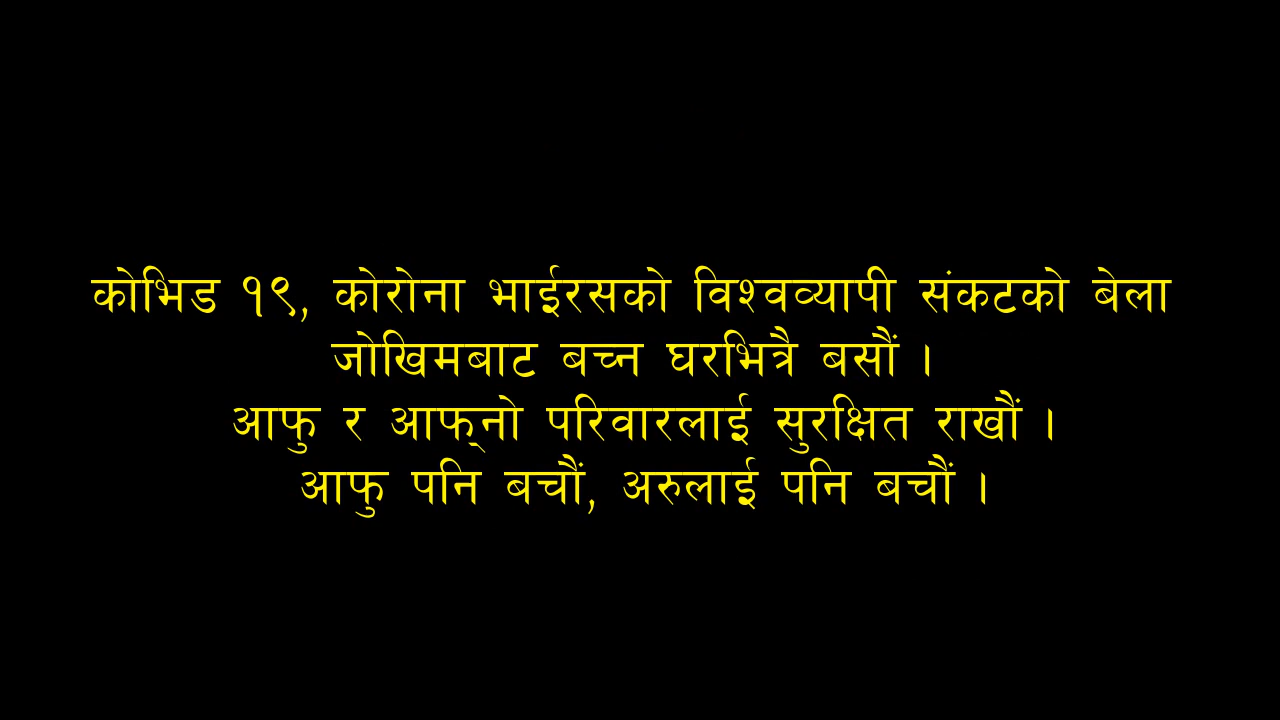 कोभिड १९, कोरोना भाईरसको विश्वव्यापी संकटको बेला
जोखिमबाट बच्न घरभित्रै बसौं ।
आफु र आफ्‌नो परिवारलाई सुरक्षित राखौं ।
आफु पनि बचौं, अरुलाई पनि बचौं ।